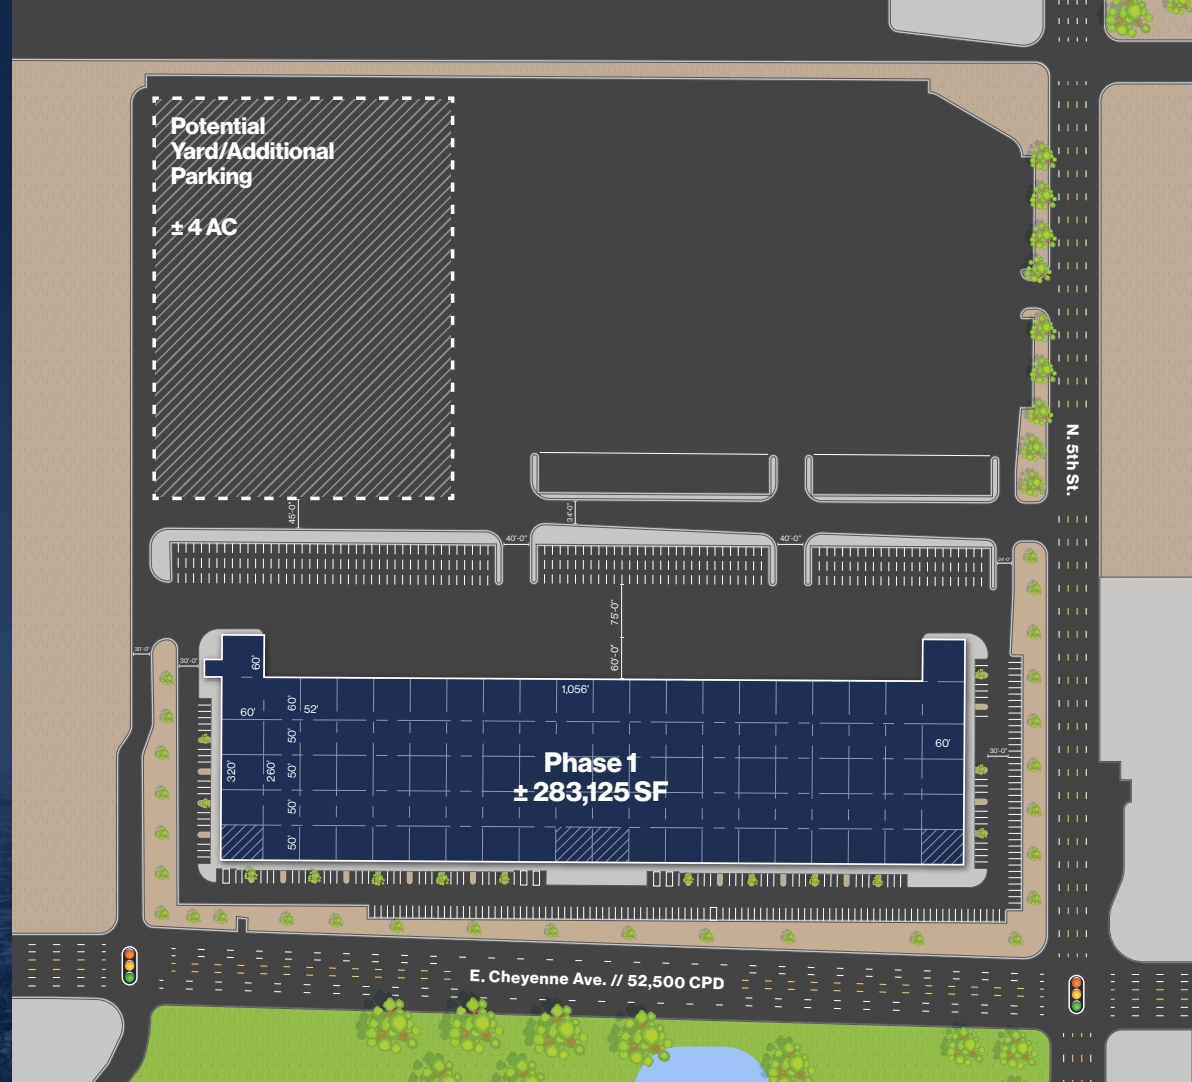 Potential
Yard/Additional
Parking
± 4 AC
N. 5th St.
45'-0"
34'-0"
40'-0"
40'-0"
75'-0"
60'-0"
30'-0"
30'-0"
60'
1,056'
60'
60'
52'
50'
60'
320'
260'
50'
Phase 1
± 283,125 SF
30'-0"
50'
50'
E. Cheyenne Ave. // 52,500 CPD